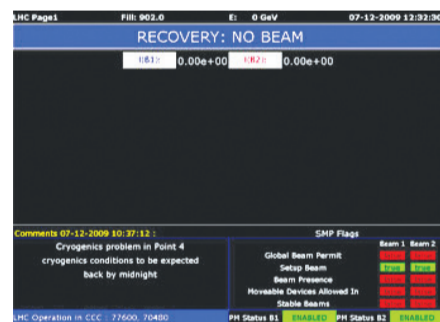 LHC Page1 Fill: 902.0 E: 0 GeV 07-12-2009 12:32:30
RECOVERY: NO BEAM
I(B1): 0.00e+00 I(B2): 0.00e+00
Comments 07-12-2009 10:37:12 :
Cryogenics problem in Point 4
cryogenics conditions to be expected
back by midnight
SMP Flags
Beam 1 Beam 2
Global Beam Permit
Setup Beam true true
Beam Presence
Moveable Devices Allowed In
Stable Beams
LHC Operation in CCC : 77600, 70480 PM Status B1 ENABLED PM Status B2 ENABLED